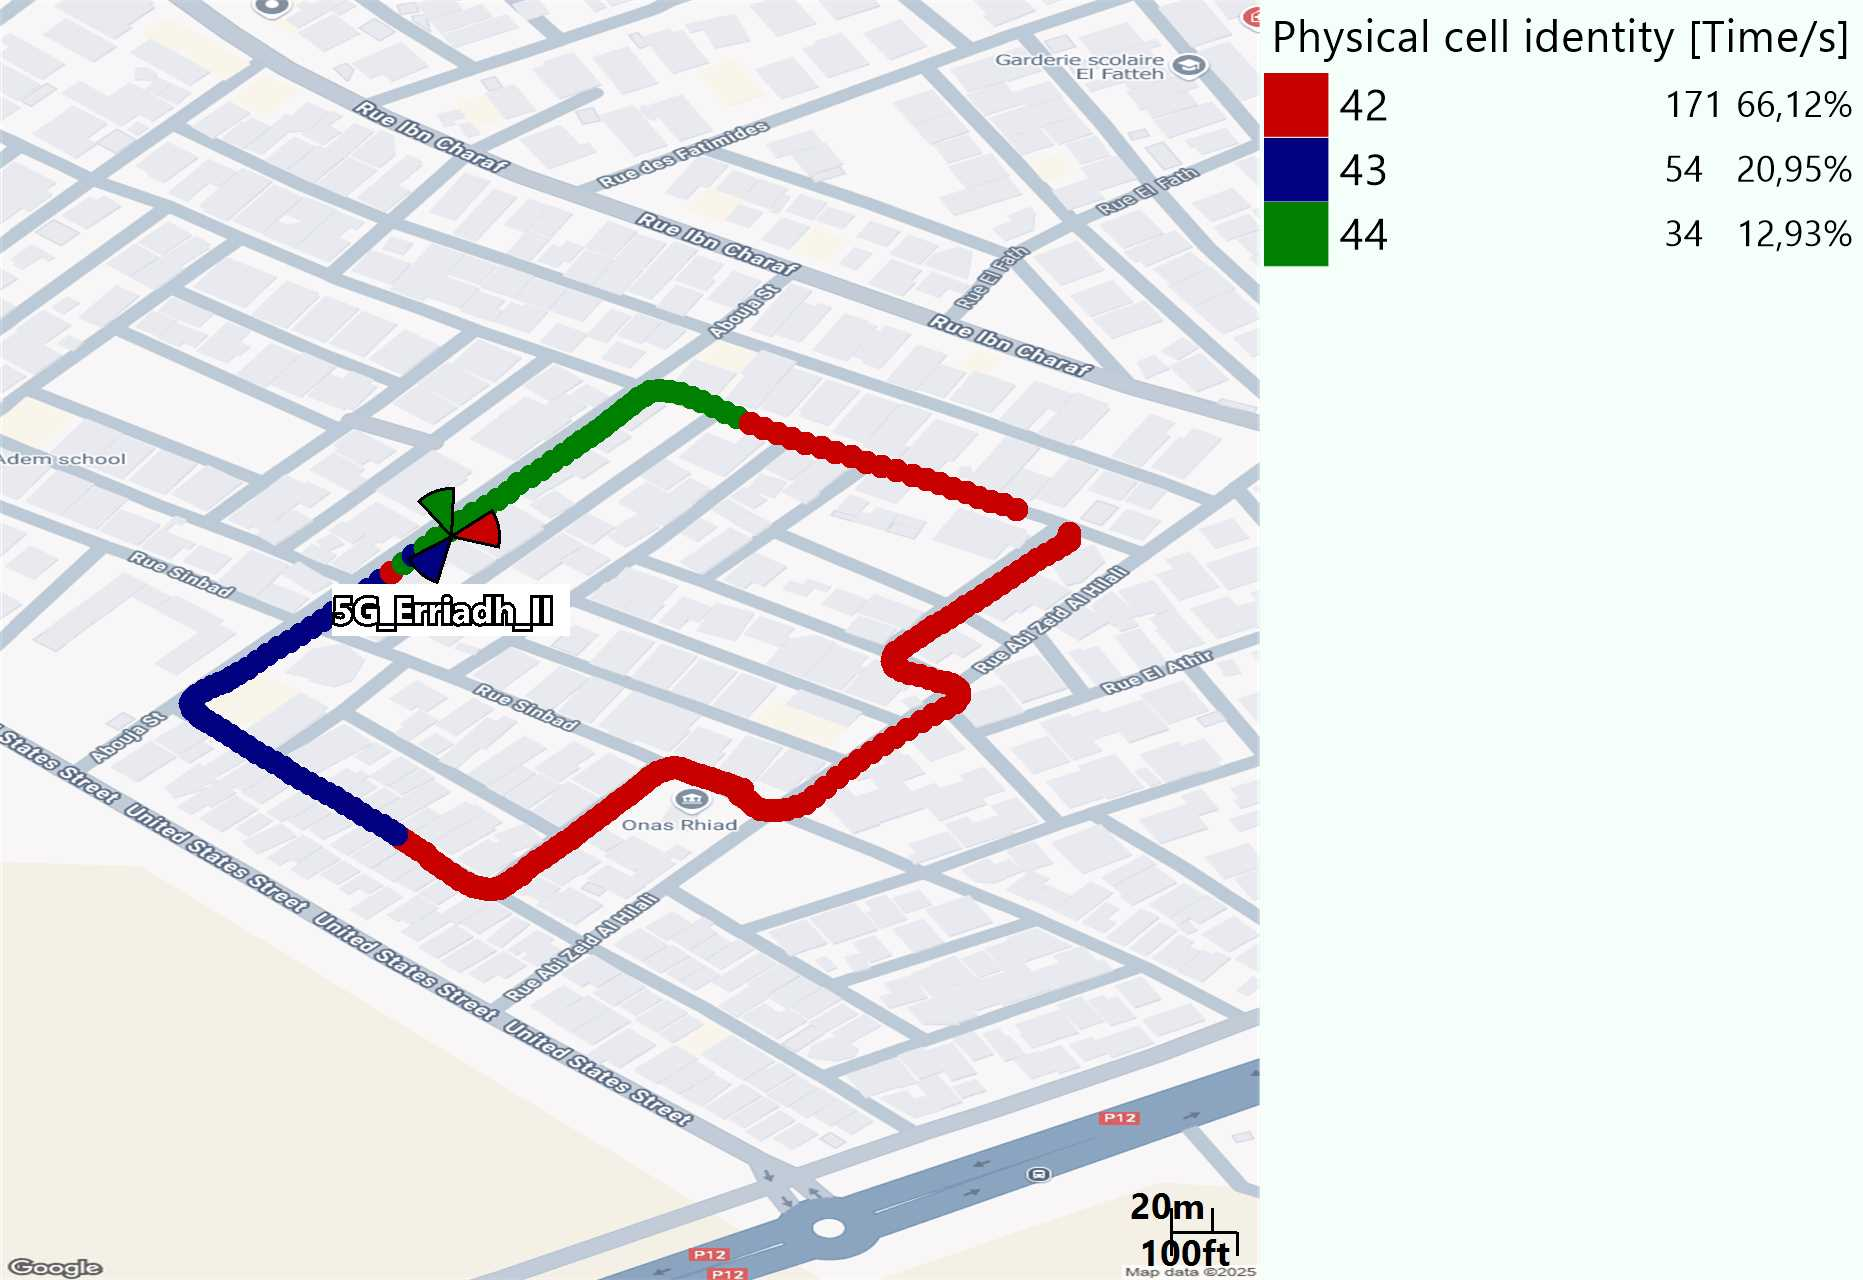 Physical cell identity [Time/s]
42 171 66,12%
43 54 20,95%
44 34 12,93%
Garderie scolaire
El Fatteh
Rue Ibn Charaf
Rue des Fatimides
Rue El Fath
Rue Ibn Charaf
Rue El Fath
Abouja St
Rue Ibn Charaf
Adem school
Rue Sinbad
5G_Erriadh_II
Rue Abi Zeid Al Hilali
Rue El Athir
Rue Sinbad
Abouja St
States Street
United States Street
United States Street
United States Street
Onas Rhiad
Rue Abi Zeid Al Hilali
P12
P12
P12
20m
100ft
Google
Map data ©2025